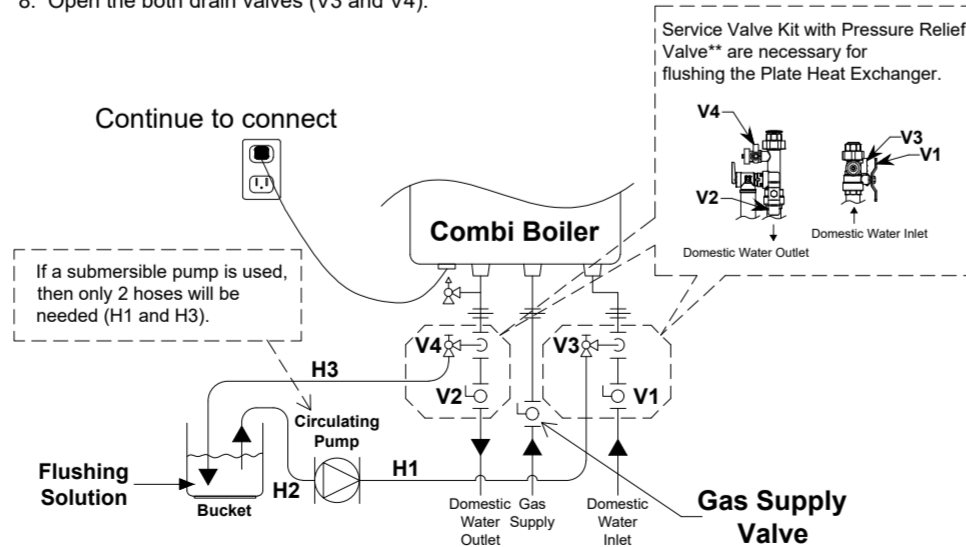 8. Open the both drain valves (V3 and V4).
Service Valve Kit with Pressure Relief
Valve** are necessary for
flushing the Plate Heat Exchanger.
V4
V3
V1
V2
Domestic Water Outlet
Domestic Water Inlet
Continue to connect
Combi Boiler
If a submersible pump is used,
then only 2 hoses will be
needed (H1 and H3).
V4
V3
H3
V2
V1
Circulating
Pump
H1
H2
Flushing
Solution
Bucket
Domestic
Water
Outlet
Gas
Supply
Domestic
Water
Inlet
Gas Supply
Valve